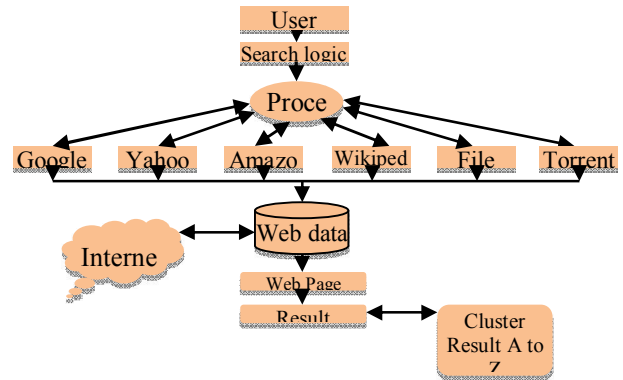 User
Search logic
Proce
Google Yahoo Amazo Wikiped File Torrent
Web data
Interne
Web Page
Result
Cluster
Result A to
Z